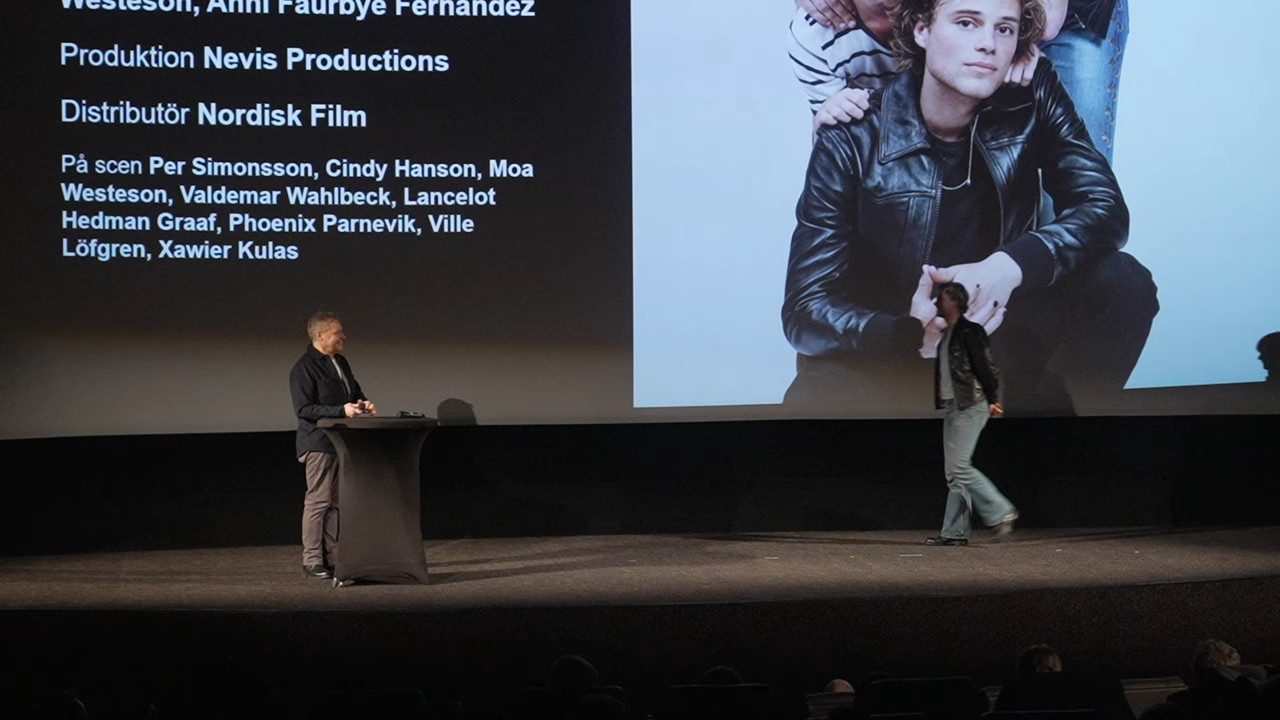 Westeson, Anni Faurbye Fernandez
Produktion Nevis Productions
Distributör Nordisk Film
På scen Per Simonsson, Cindy Hanson, Moa
Westeson, Valdemar Wahlbeck, Lancelot
Hedman Graaf, Phoenix Parnevik, Ville
Löfgren, Xawier Kulas